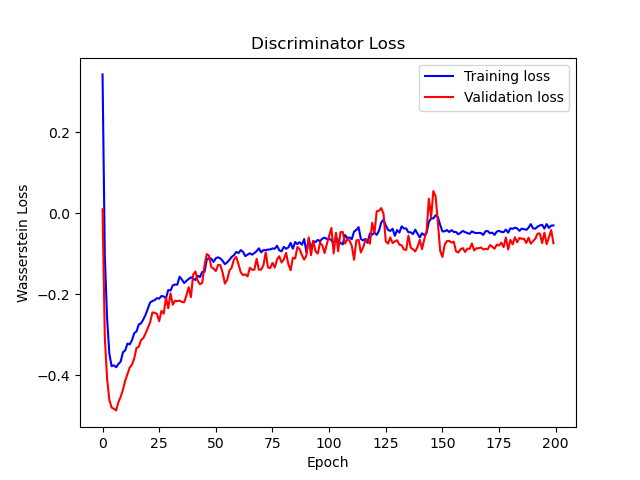 Discriminator Loss
Training loss
Validation loss
Wasserstein Loss
0.2
0.0
−0.2
−0.4
0 25 50 75 100 125 150 175 200
Epoch